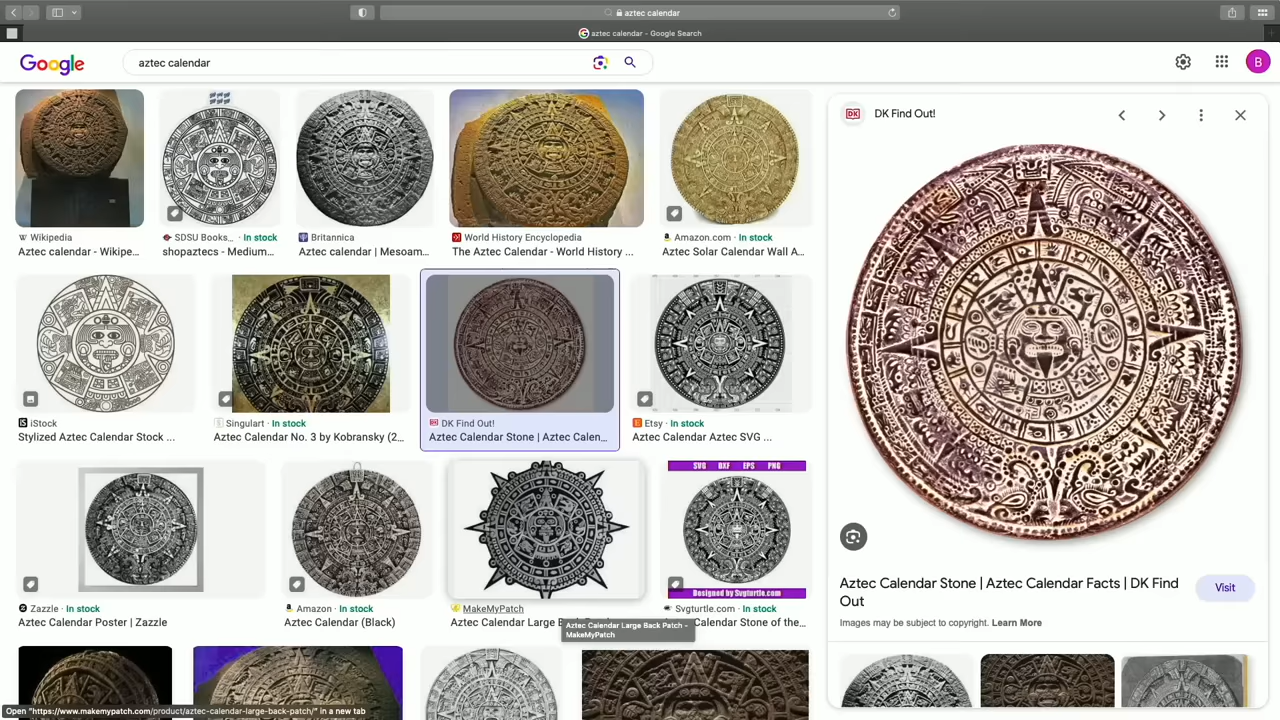 aztec calendar
aztec calendar - Google Search
Google
aztec calendar
B
Wikipedia
Aztec calendar - Wikipe...
SDSU Books... · In stock
shopaztecs - Medium...
Britannica
Aztec calendar | Mesoam...
World History Encyclopedia
The Aztec Calendar - World History ...
Amazon.com · In stock
Aztec Solar Calendar Wall A...
iStock
Stylized Aztec Calendar Stock ...
Singulart · In stock
Aztec Calendar No. 3 by Kobransky (2...
DK Find Out!
Aztec Calendar Stone | Aztec Calen...
Etsy · In stock
Aztec Calendar Aztec SVG ...
SVG DXF EPS PNG
Designed by Svgturtle.com
Zazzle · In stock
Aztec Calendar Poster | Zazzle
Amazon · In stock
Aztec Calendar (Black)
MakeMyPatch
Aztec Calendar Large B
Aztec Calendar Large Back Patch -
MakeMyPatch
Svgturtle.com · In stock
Calendar Stone of the...
Open "https://www.makemypatch.com/product/aztec-calendar-large-back-patch/" in a new tab
DK
DK Find Out!
Aztec Calendar Stone | Aztec Calendar Facts | DK Find
Out
Visit
Images may be subject to copyright. Learn More